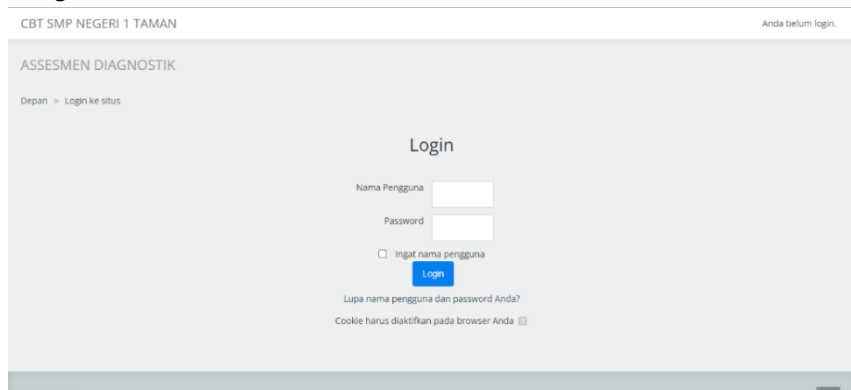 CBT SMP NEGERI 1 TAMAN
Anda belum login.
ASSESMEN DIAGNOSTIK
Depan Login ke situs
Login
Nama Pengguna
Password
Ingat nama pengguna
Login
Lupa nama pengguna dan password Anda?
Cookie harus diaktifkan pada browser Anda